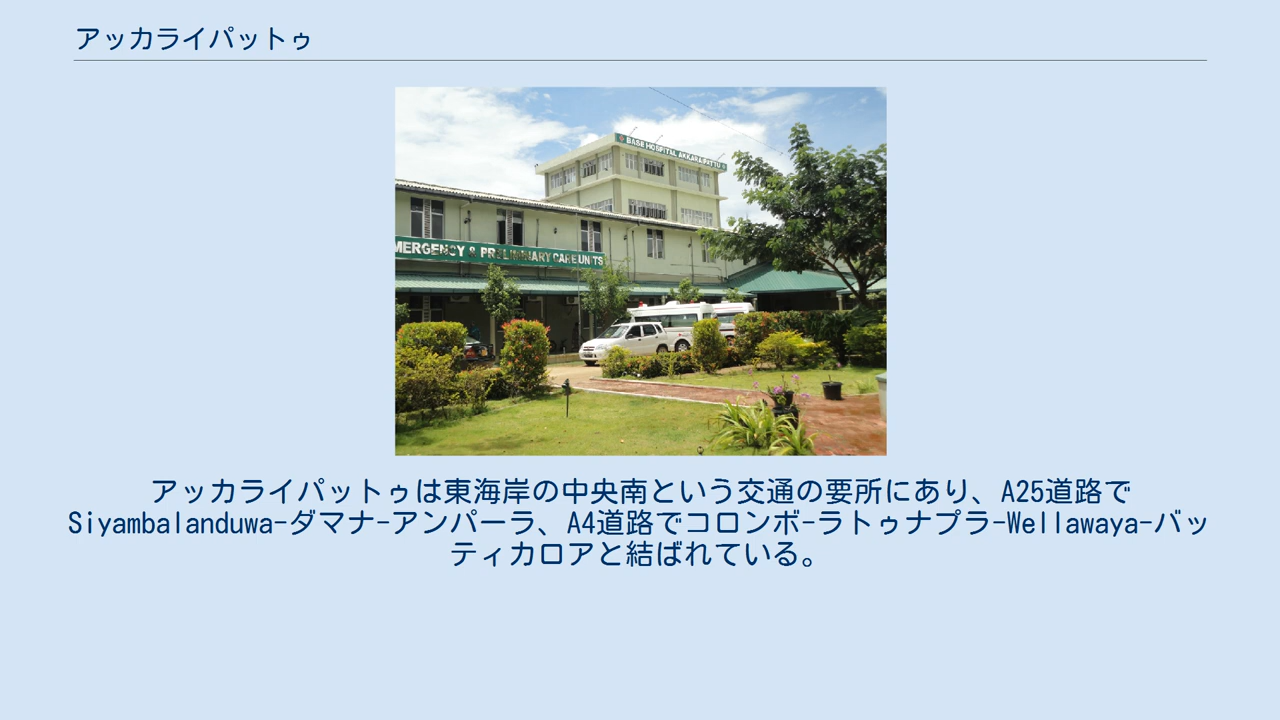 アッカライパットゥ
BASE HOSPITAL AKKARAIPATTU
EMERGENCY & PRELIMINARY CARE UNITS
アッカライパットゥは東海岸の中央南という交通の要所にあり、A25道路で
Siyambalanduwa-ダマナ-アンパーラ、A4道路でコロンボ-ラトゥナプラ-Wellawaya-バッ
ティカロアと結ばれている。